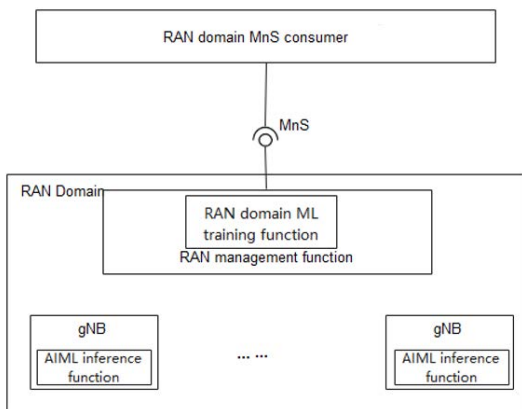 RAN domain MnS consumer
MnS
RAN Domain
RAN domain ML
training function
RAN management function
gNB
AIML inference
function
... ...
gNB
AIML inference
function